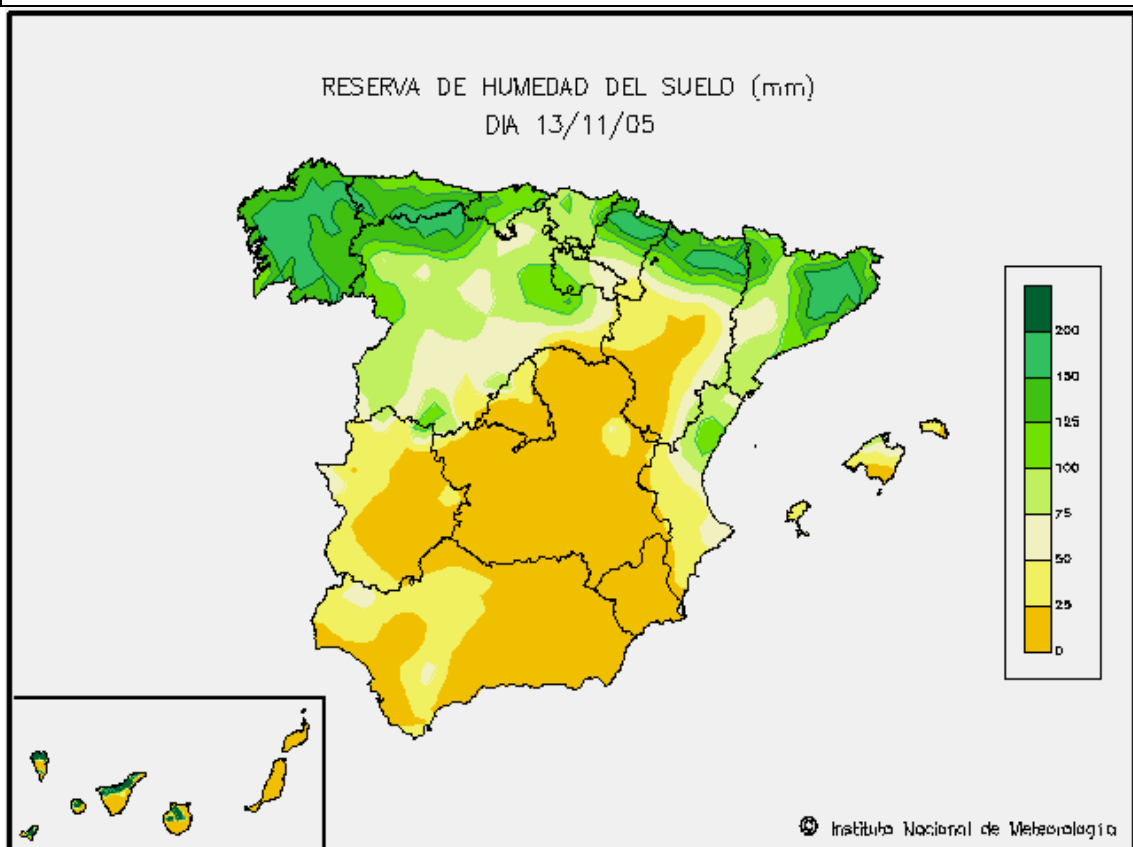 RESERVA DE HUMEDAD DEL SUELO (mm)
DIA 13/11/05
200
150
125
100
75
50
25
0
© Instituto Nacional de Meteorología